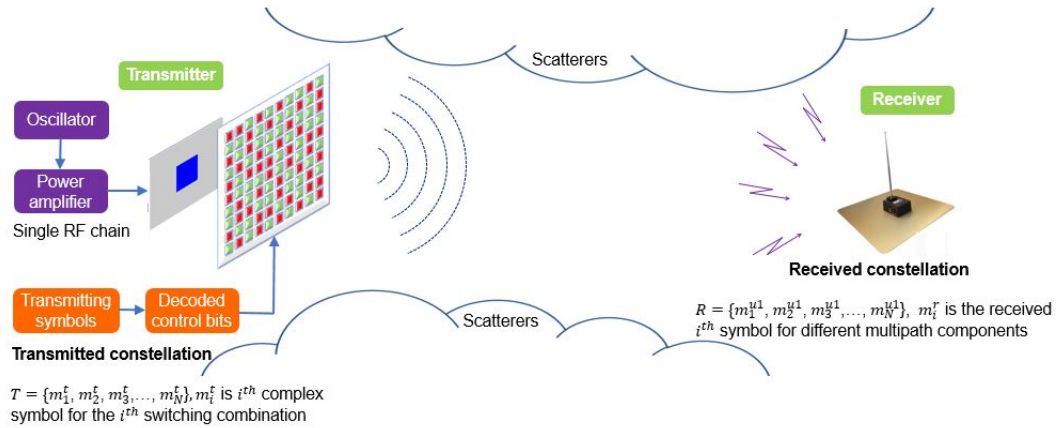 Scatterers
Transmitter
Receiver
Oscillator
Power
amplifier
Single RF chain
Transmitting
symbols
Decoded
control bits
Transmitted constellation
T = {m₁ᵗ, m₂ᵗ, m₃ᵗ,..., m_Nᵗ}, mᵢᵗ is iᵗʰ complex
symbol for the iᵗʰ switching combination
Scatterers
Received constellation
R = {m₁ᵘ¹, m₂ᵘ¹, m₃ᵘ¹,..., m_Nᵘ¹}, mᵢʳ is the received
iᵗʰ symbol for different multipath components